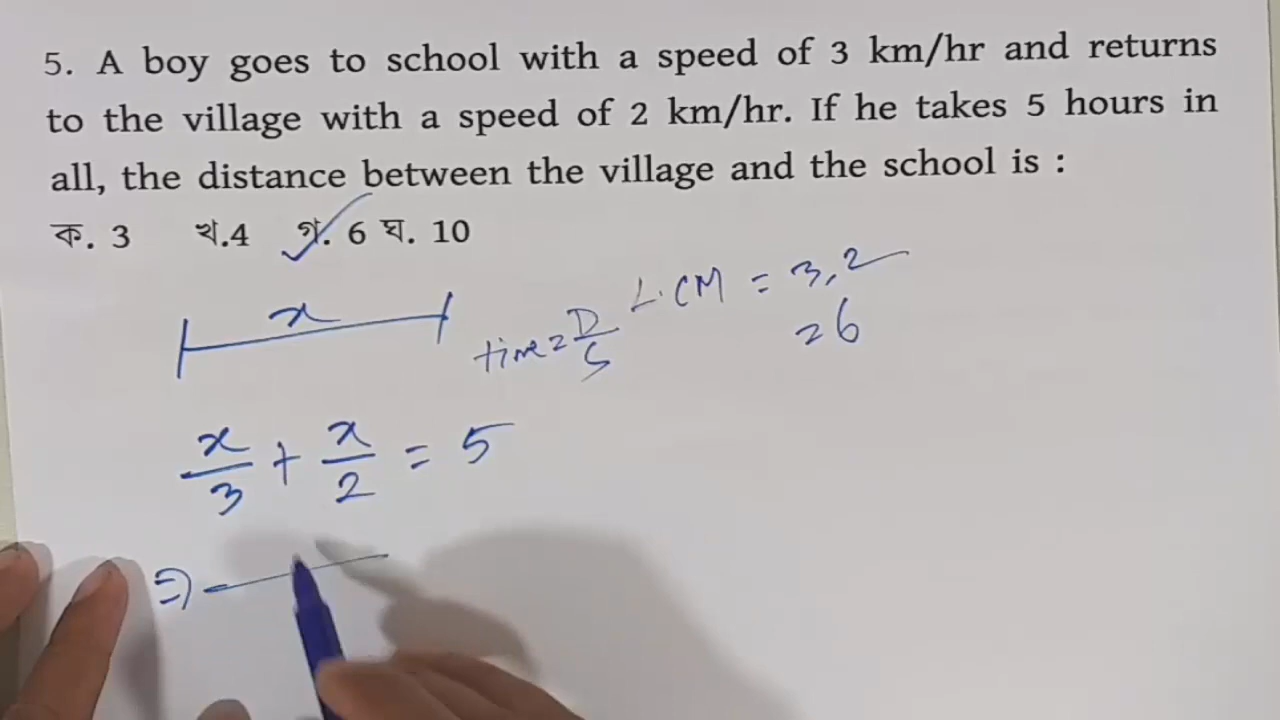 5. A boy goes to school with a speed of 3 km/hr and returns
to the village with a speed of 2 km/hr. If he takes 5 hours in
all, the distance between the village and the school is :
ক. 3 খ.4 গ. 6 ঘ. 10
x
time = D/S
L.CM = 3,2
= 6
x/3 + x/2 = 5
⇒